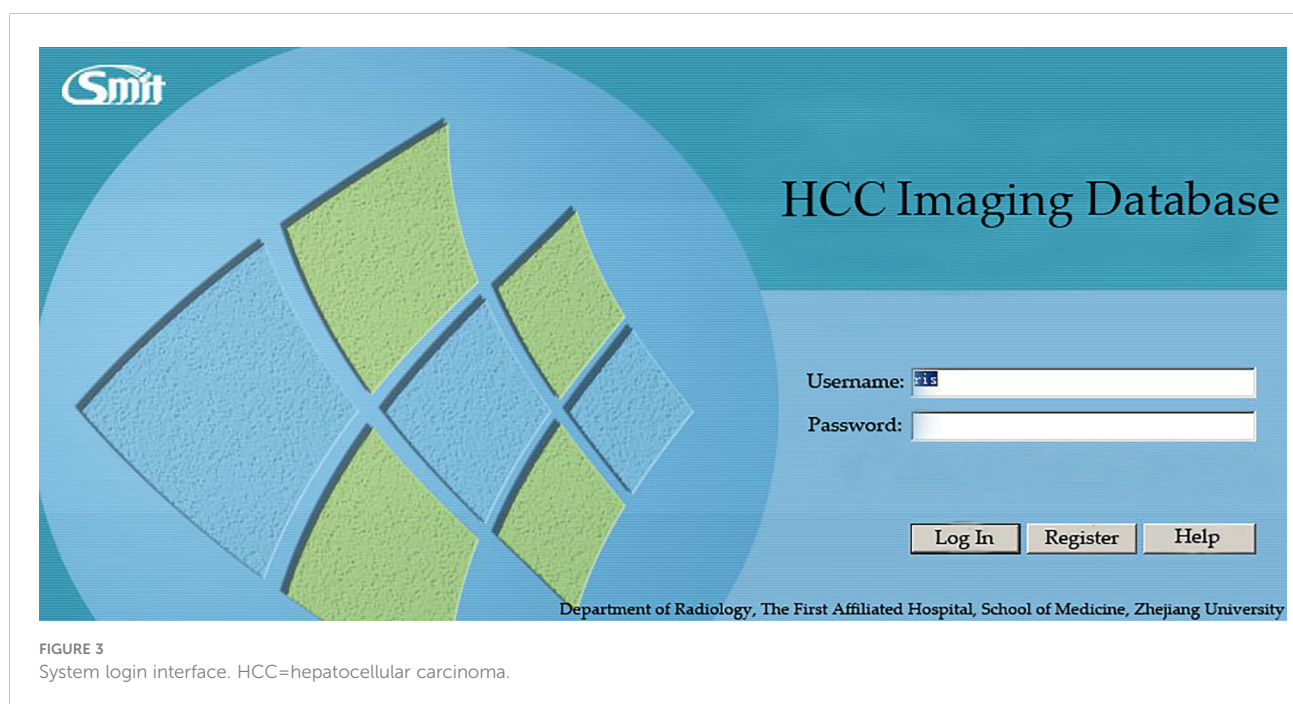 Smit
HCC Imaging Database
Username: ris
Password:
Log In Register Help
Department of Radiology, The First Affiliated Hospital, School of Medicine, Zhejiang University
FIGURE 3
System login interface. HCC=hepatocellular carcinoma.